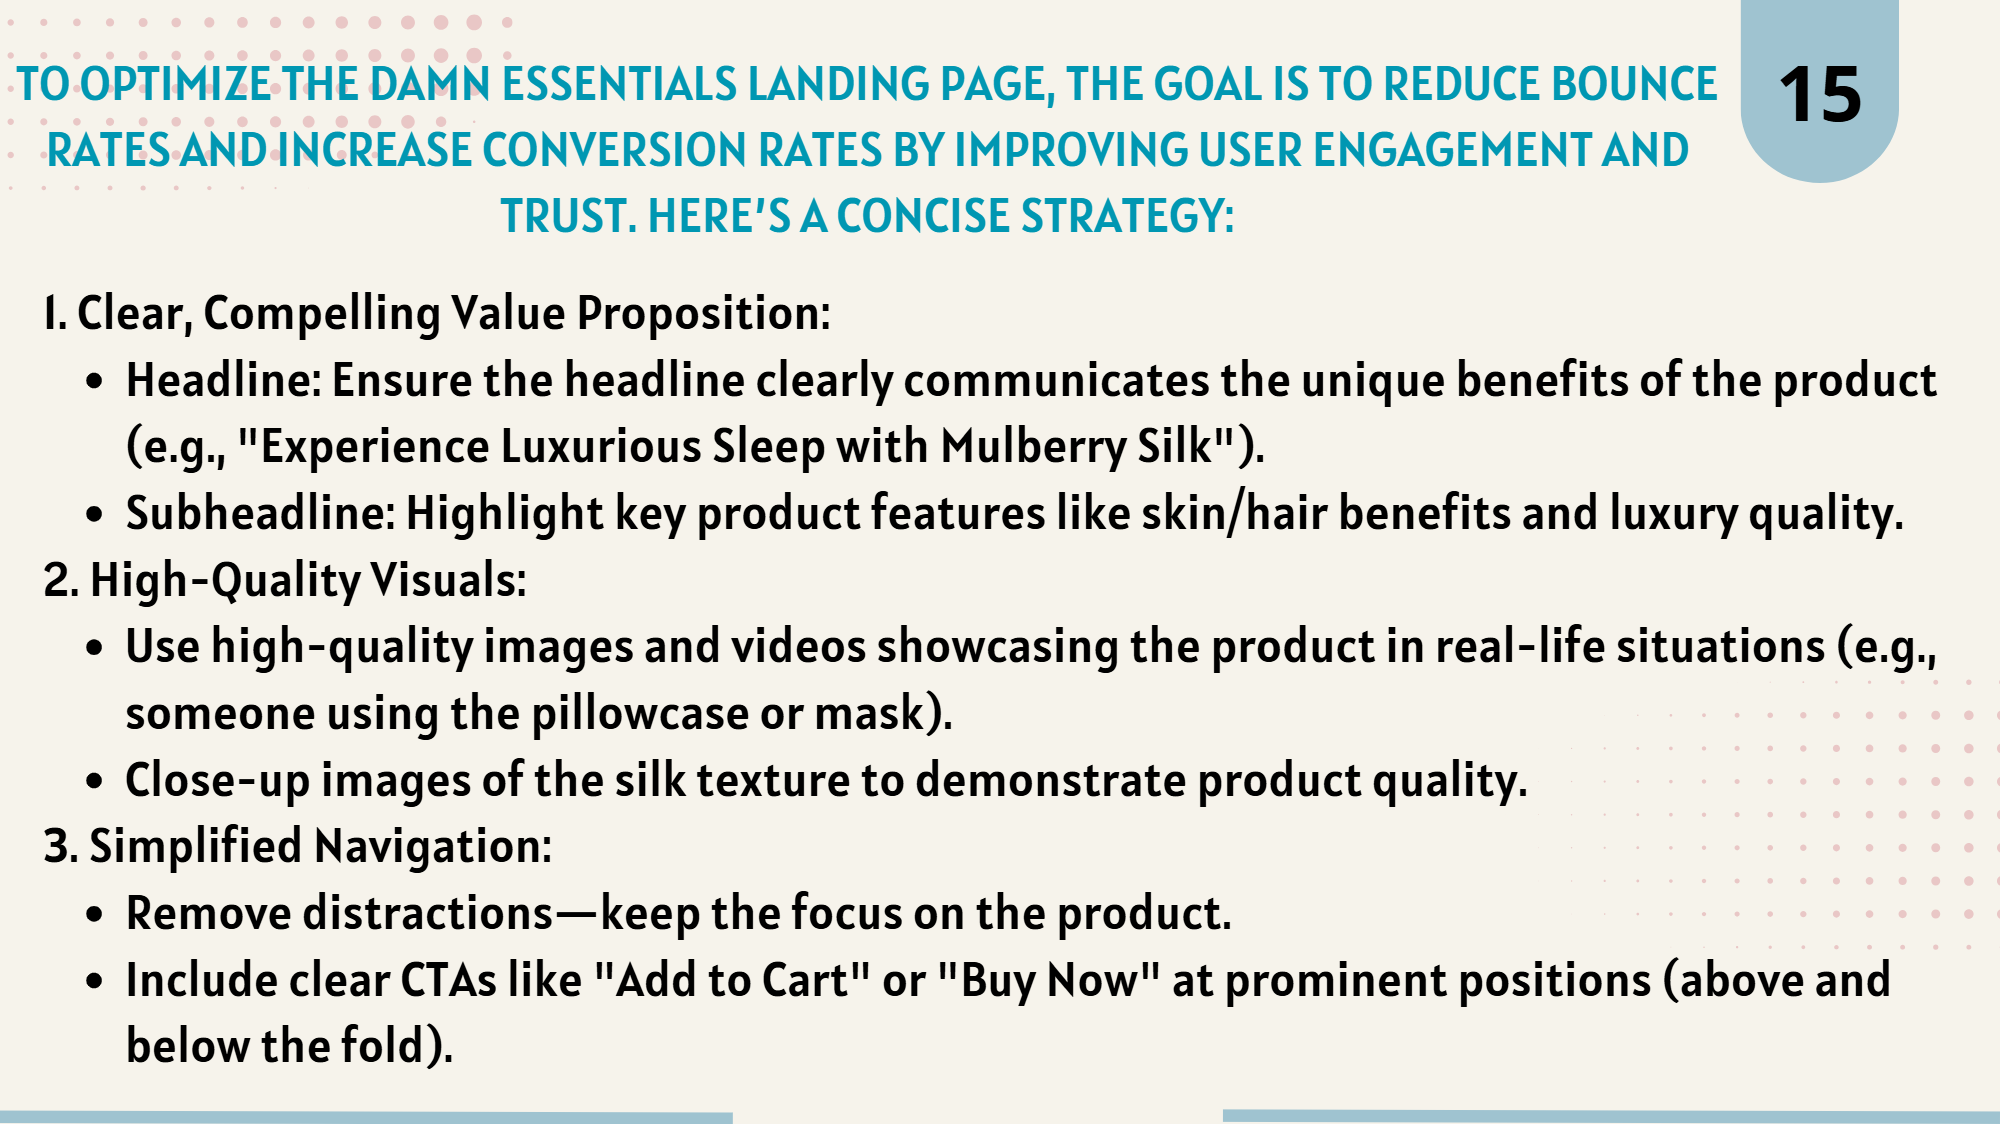 TO OPTIMIZE THE DAMN ESSENTIALS LANDING PAGE, THE GOAL IS TO REDUCE BOUNCE
RATES AND INCREASE CONVERSION RATES BY IMPROVING USER ENGAGEMENT AND
TRUST. HERE'S A CONCISE STRATEGY:
15
1. Clear, Compelling Value Proposition:
• Headline: Ensure the headline clearly communicates the unique benefits of the product
(e.g., "Experience Luxurious Sleep with Mulberry Silk").
• Subheadline: Highlight key product features like skin/hair benefits and luxury quality.
2. High-Quality Visuals:
• Use high-quality images and videos showcasing the product in real-life situations (e.g.,
someone using the pillowcase or mask).
• Close-up images of the silk texture to demonstrate product quality.
3. Simplified Navigation:
• Remove distractions—keep the focus on the product.
• Include clear CTAs like "Add to Cart" or "Buy Now" at prominent positions (above and
below the fold).